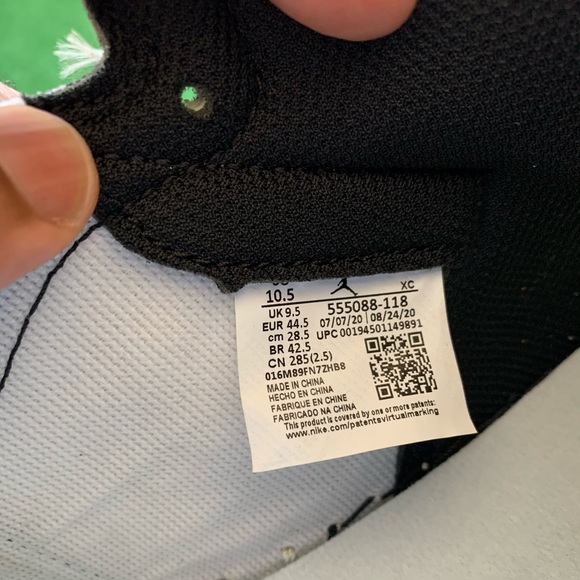 10.5 XC
UK 9.5 555088-118
EUR 44.5 07/07/20 | 08/24/20
cm 28.5 UPC 00194501149891
BR 42.5
CN 285(2.5)
016M89FN7ZHB8
MADE IN CHINA
HECHO EN CHINA
FABRIQUE EN CHINE
FABRICADO NA CHINA
This product is covered by one or more patents:
www.nike.com/patentsvirtualmarking